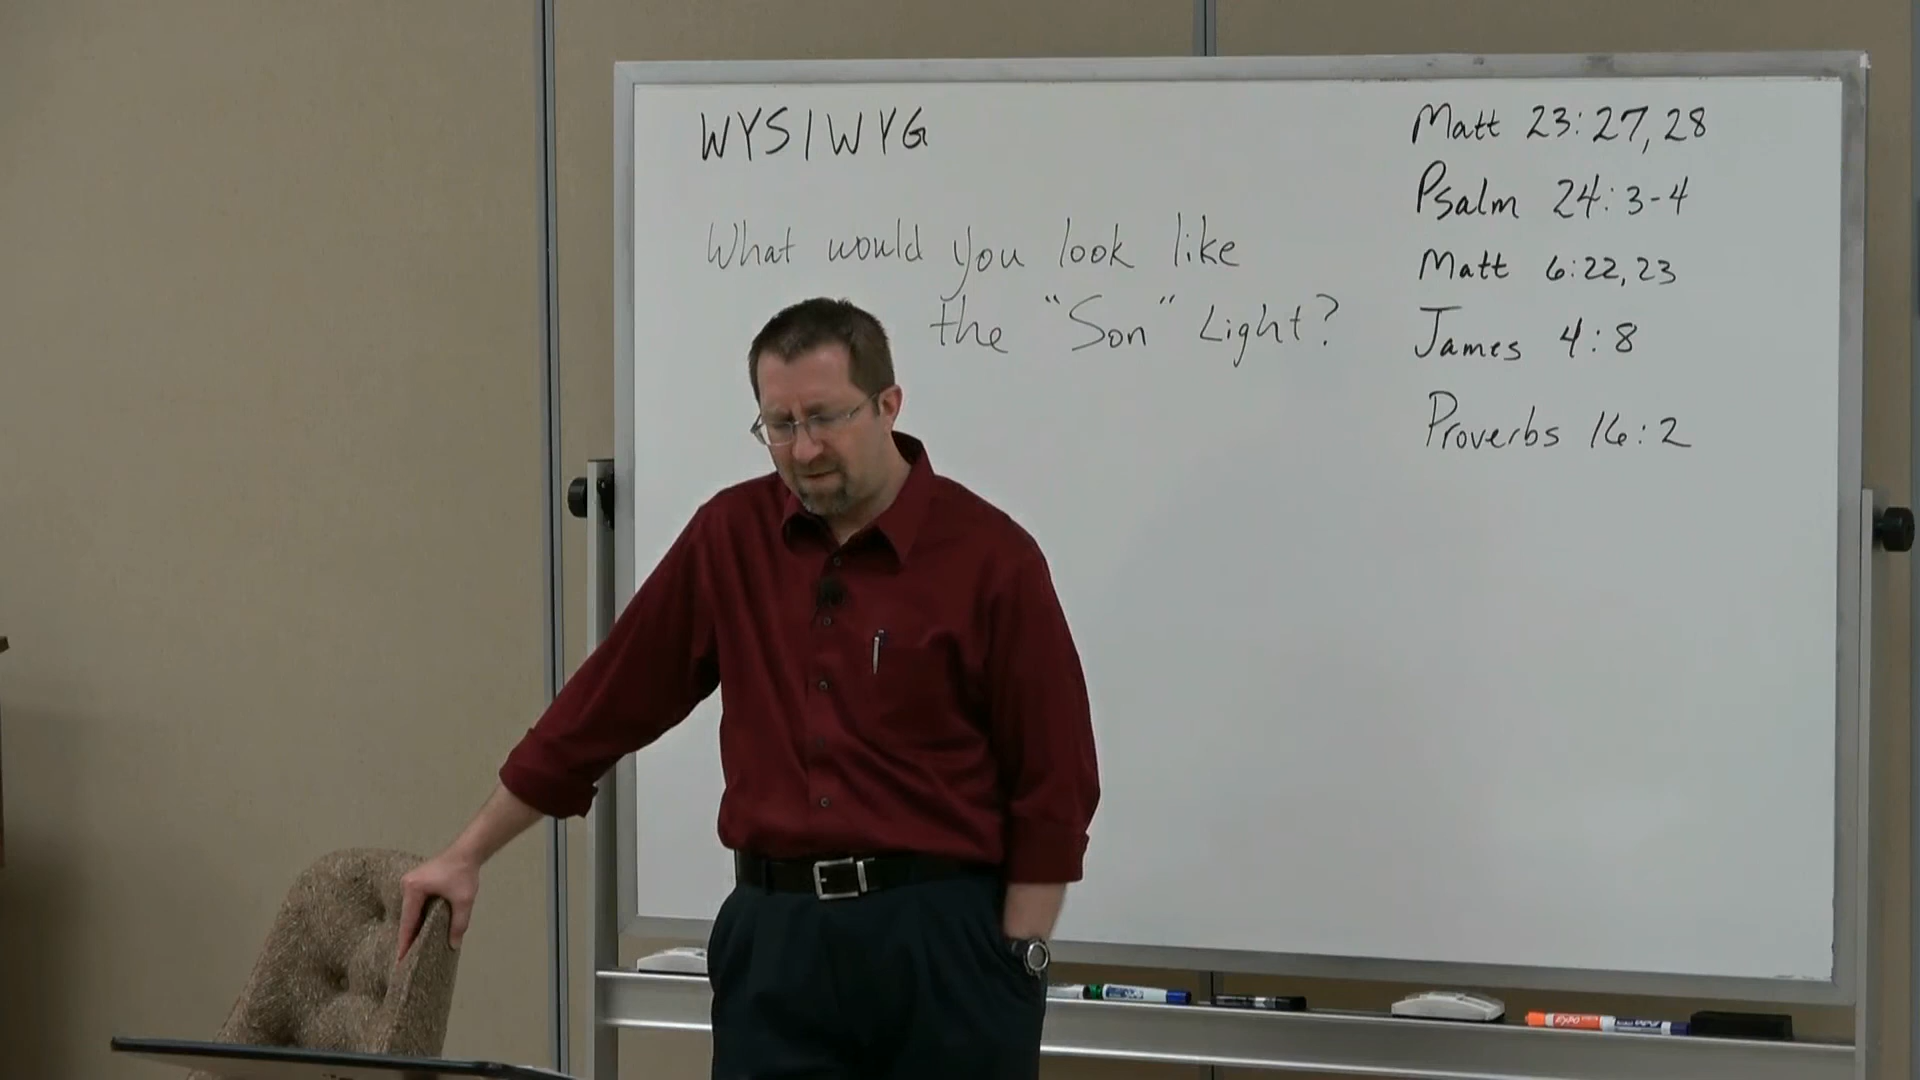 WYSIWYG
What would you look like
the "Son" Light?
Matt 23:27,28
Psalm 24:3-4
Matt 6:22,23
James 4:8
Proverbs 16:2